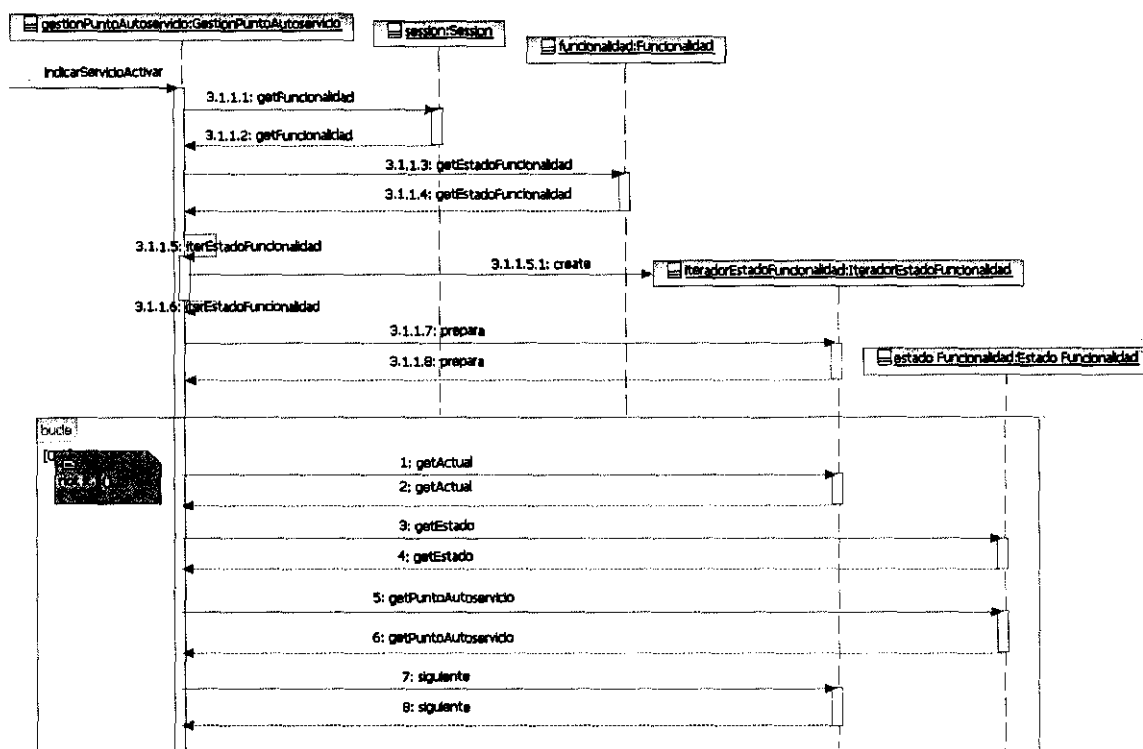 gestionPuntoAutoservicio:GestionPuntoAutoservicio
session:Session
funcionalidad:Funcionalidad
indicarServicioActivar
3.1.1.1: getFuncionalidad
3.1.1.2: getFuncionalidad
3.1.1.3: getEstadoFuncionalidad
3.1.1.4: getEstadoFuncionalidad
3.1.1.5: iterEstadoFuncionalidad
3.1.1.5.1: create
iteradorEstadoFuncionalidad:IteradorEstadoFuncionalidad
3.1.1.6: iterEstadoFuncionalidad
3.1.1.7: prepara
3.1.1.8: prepara
estado Funcionalidad:Estado Funcionalidad
bucle
1: getActual
2: getActual
3: getEstado
4: getEstado
5: getPuntoAutoservicio
6: getPuntoAutoservicio
7: siguiente
8: siguiente